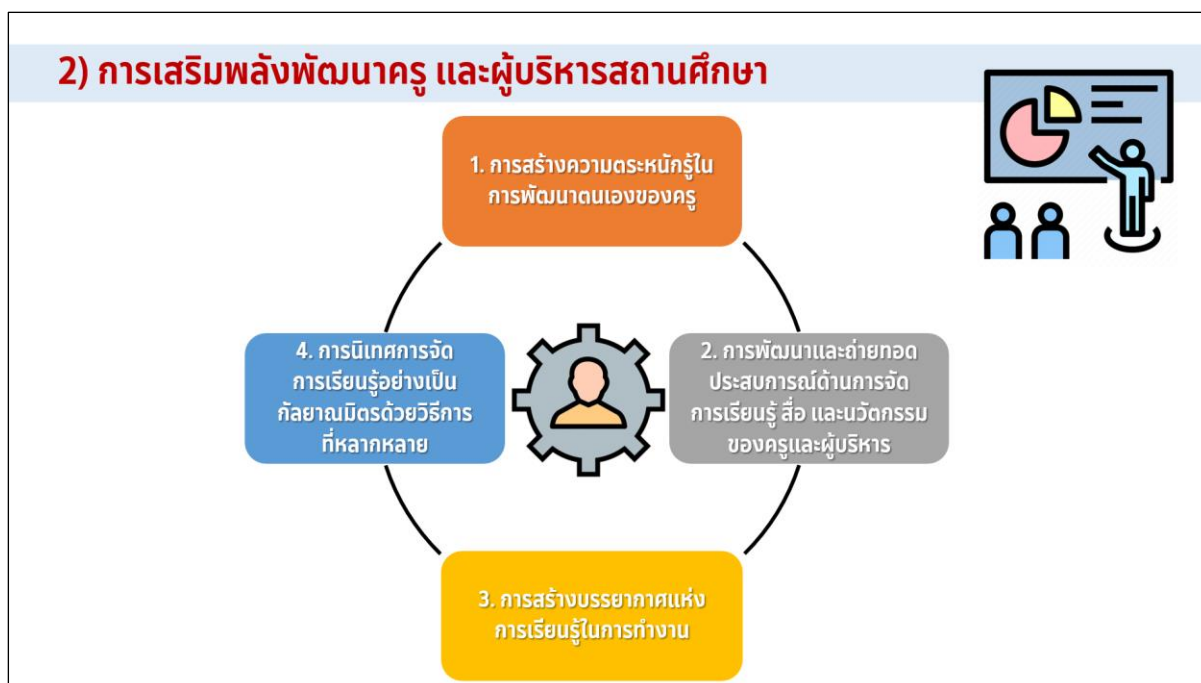 2) การเสริมพลังพัฒนาครู และผู้บริหารสถานศึกษา
1. การสร้างความตระหนักรู้ใน
การพัฒนาตนเองของครู
2. การพัฒนาและถ่ายทอด
ประสบการณ์ด้านการจัด
การเรียนรู้ สื่อ และนวัตกรรม
ของครูและผู้บริหาร
3. การสร้างบรรยากาศแห่ง
การเรียนรู้ในการทำงาน
4. การนิเทศการจัด
การเรียนรู้อย่างเป็น
กัลยาณมิตรด้วยวิธีการ
ที่หลากหลาย